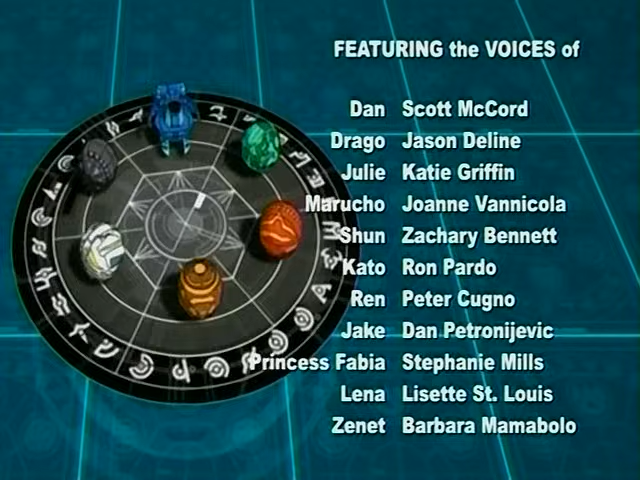 FEATURING the VOICES of
Dan Scott McCord
Drago Jason Deline
Julie Katie Griffin
Marucho Joanne Vannicola
Shun Zachary Bennett
Kato Ron Pardo
Ren Peter Cugno
Jake Dan Petronijevic
Princess Fabia Stephanie Mills
Lena Lisette St. Louis
Zenet Barbara Mamabolo